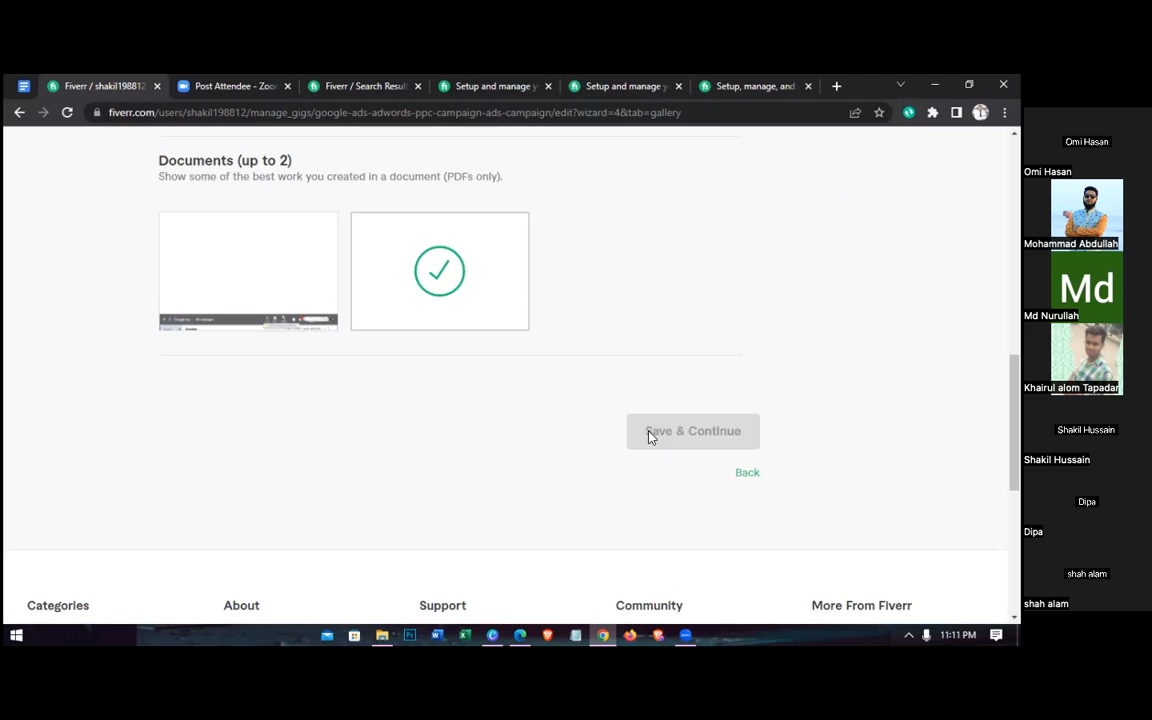 Fiverr / shakil198812
Post Attendee - Zoo
Fiverr / Search Resul
Setup and manage y
Setup and manage y
Setup, manage, and
fiverr.com/users/shakil198812/manage_gigs/google-ads-adwords-ppc-campaign-ads-campaign/edit?wizard=4&tab=gallery
Documents (up to 2)
Show some of the best work you created in a document (PDFs only).
Save & Continue
Back
Categories
About
Support
Community
More From Fiverr
11:11 PM
Omi Hasan
Omi Hasan
Mohammad Abdullah
Md
Md Nurullah
Khairul alom Tapadar
Shakil Hussain
Shakil Hussain
Dipa
Dipa
shah alam
shah alam